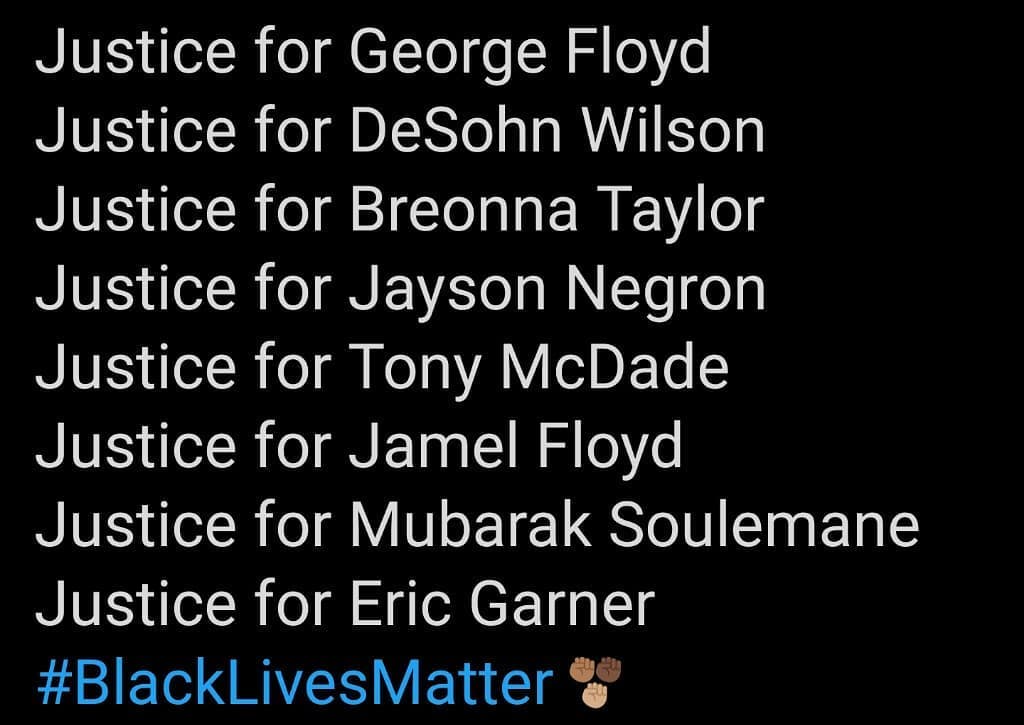 Justice for George Floyd
Justice for DeSohn Wilson
Justice for Breonna Taylor
Justice for Jayson Negron
Justice for Tony McDade
Justice for Jamel Floyd
Justice for Mubarak Soulemane
Justice for Eric Garner
#BlackLivesMatter ✊🏽✊🏾✊🏼